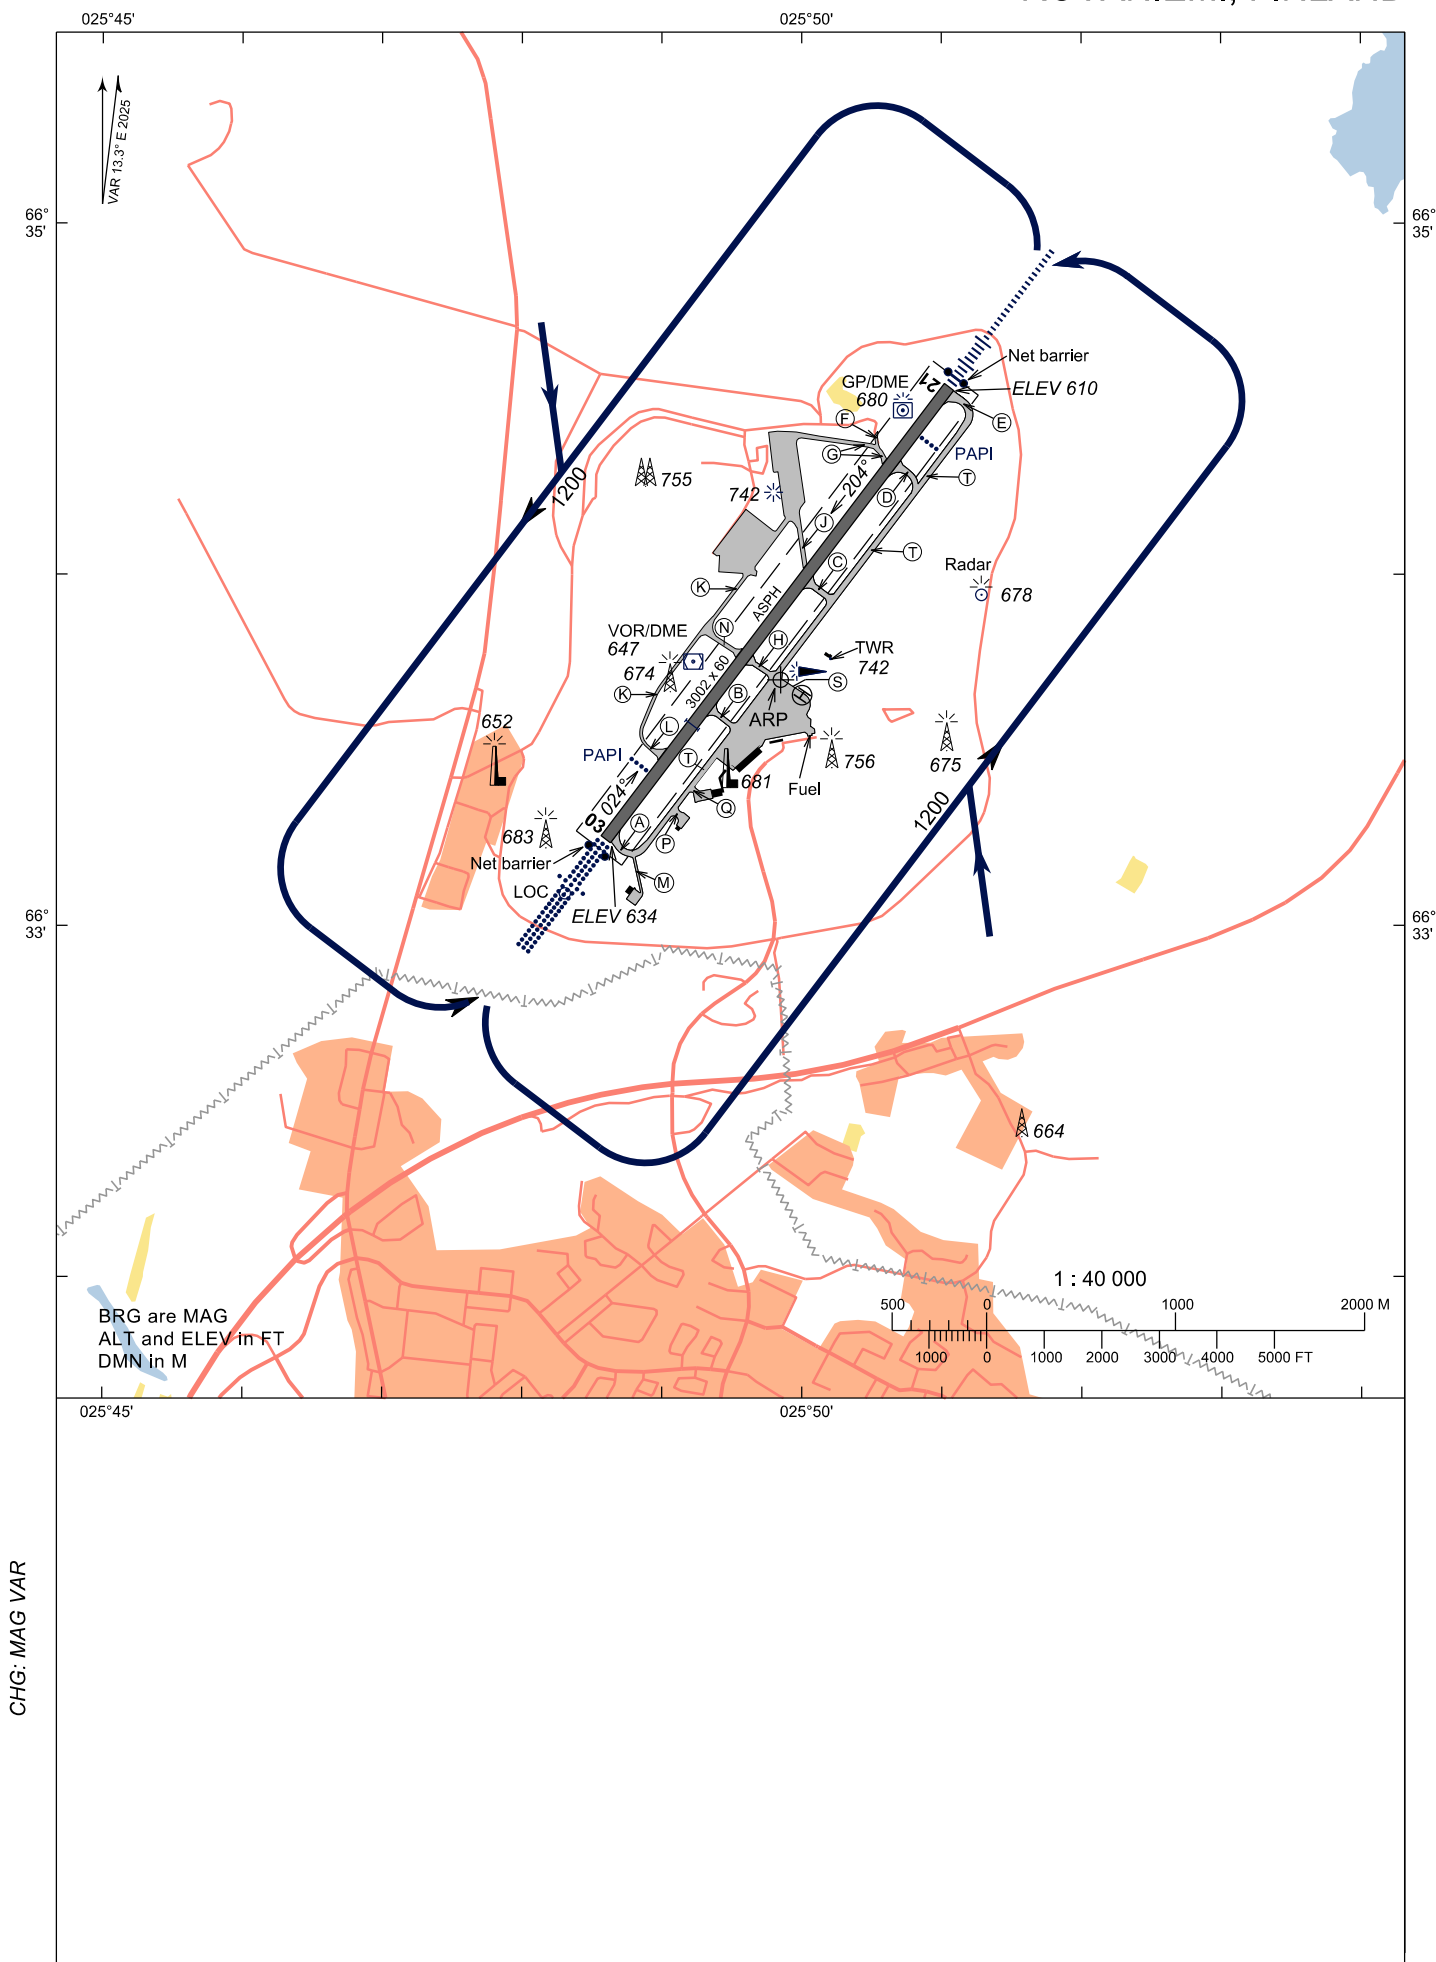 025°45'
025°50'
VAR 13.3° E 2025
66°
35'
66°
35'
Net barrier
GP/DME
680
ELEV 610
21
F
E
G
PAPI
755
204°
T
742
D
J
T
C
Radar
678
K
ASPH
1200
VOR/DME
647
N
H
TWR
742
674
3002 x 60
K
B
S
H
652
ARP
L
PAPI
T
756
675
681
Fuel
024°
Q
1200
683
03
A
P
Net barrier
M
LOC
ELEV 634
66°
33'
66°
33'
664
1 : 40 000
500 0 1000 2000 M
1000 0 1000 2000 3000 4000 5000 FT
BRG are MAG
ALT and ELEV in FT
DMN in M
025°45'
025°50'
CHG: MAG VAR